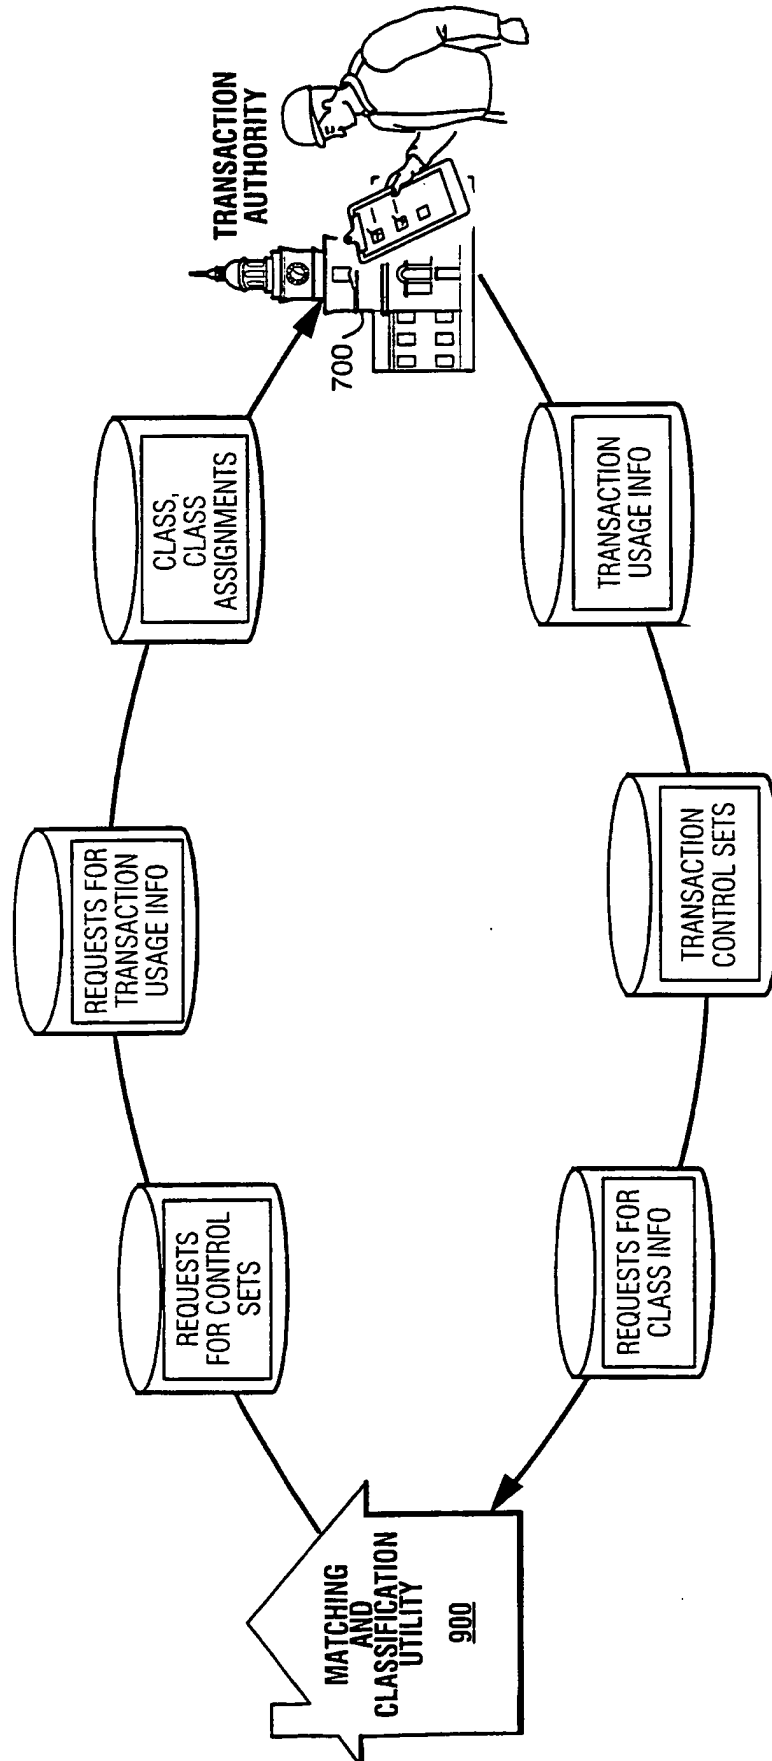 MATCHING
AND
CLASSIFICATION
UTILITY
900
REQUESTS
FOR CONTROL
SETS
REQUESTS FOR
TRANSACTION
USAGE INFO
CLASS,
CLASS
ASSIGNMENTS
TRANSACTION
AUTHORITY
700
TRANSACTION
USAGE INFO
TRANSACTION
CONTROL SETS
REQUESTS FOR
CLASS INFO